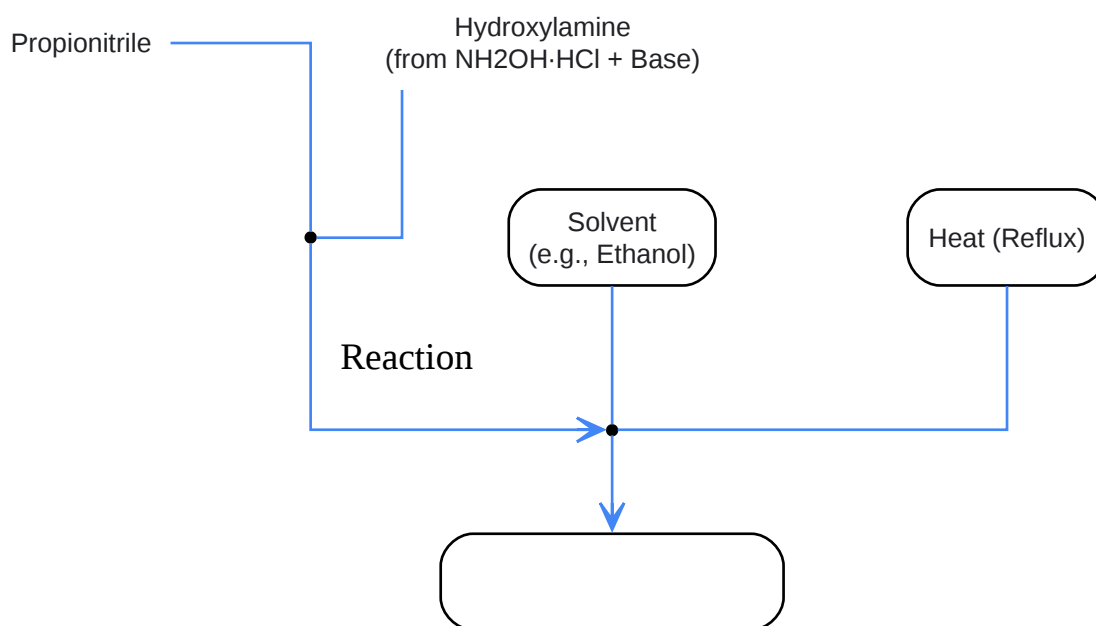 Propionitrile
Hydroxylamine
(from NH2OH·HCl + Base)
Solvent
(e.g., Ethanol)
Heat (Reflux)
Reaction